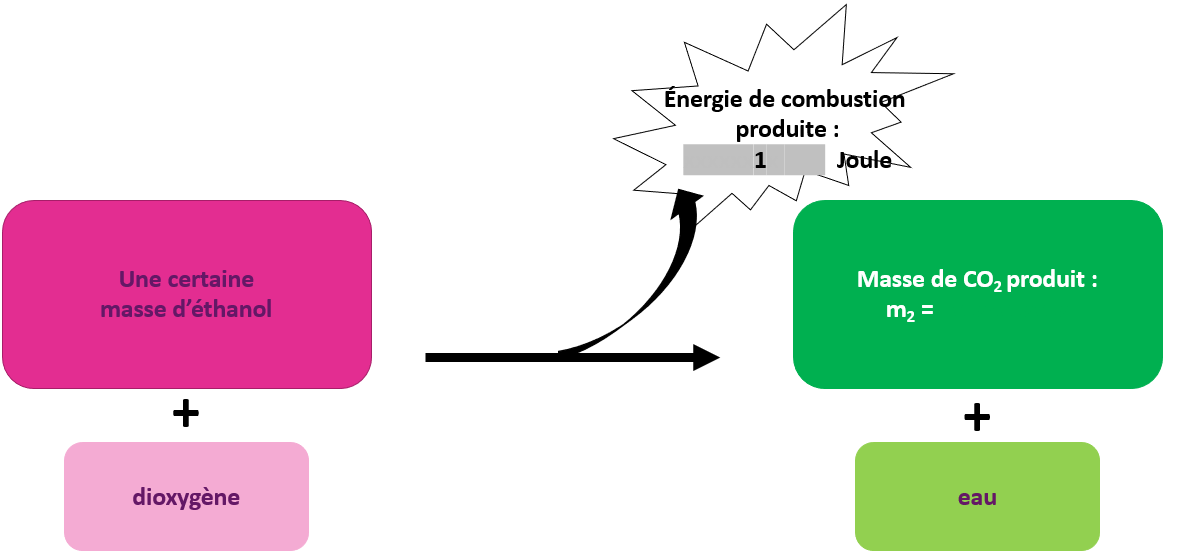 Énergie de combustion
produite :
1 Joule
Une certaine
masse d’éthanol
Masse de CO₂ produit :
m₂ =
+
+
dioxygène
eau